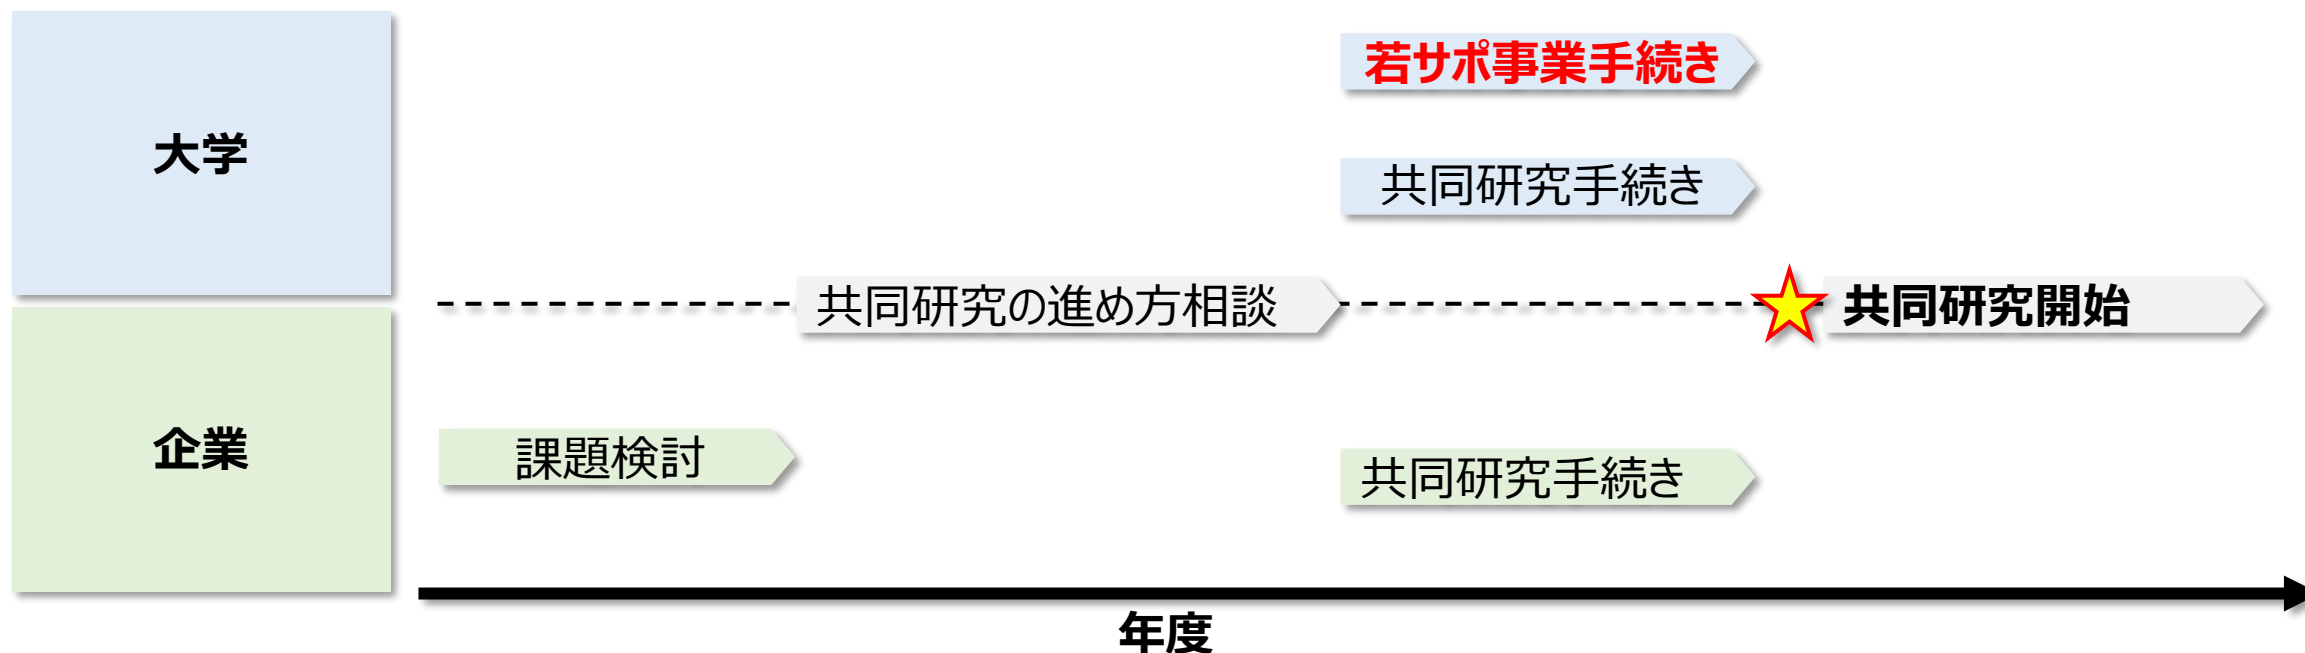 若サポ事業手続き
大学
共同研究手続き
共同研究の進め方相談
共同研究開始
企業
課題検討
共同研究手続き
年度